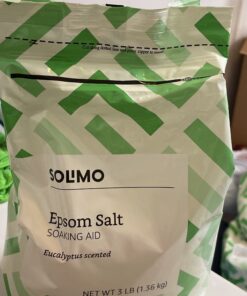 SOLIMO
Epsom Salt
SOAKING AID
Eucalyptus scented
NET WT 3 LB (1.36 kg)